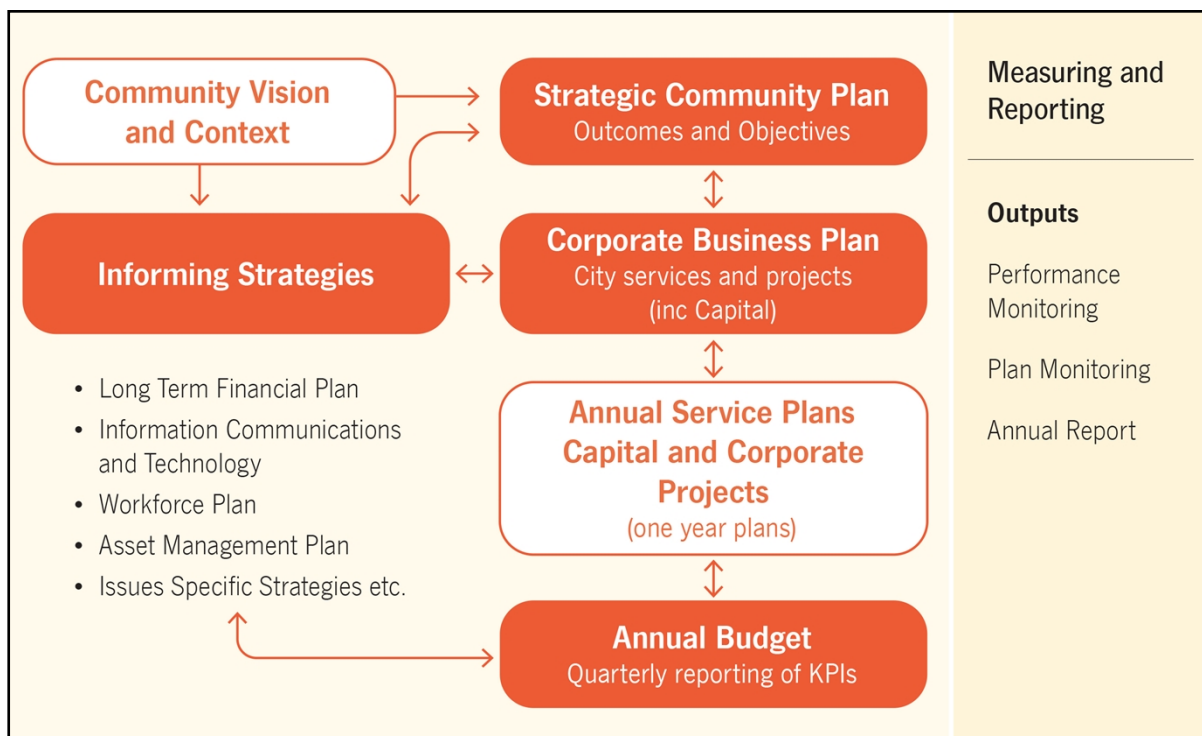 Community Vision
and Context
Strategic Community Plan
Outcomes and Objectives
Informing Strategies
Corporate Business Plan
City services and projects
(inc Capital)
• Long Term Financial Plan
• Information Communications
and Technology
• Workforce Plan
• Asset Management Plan
• Issues Specific Strategies etc.
Annual Service Plans
Capital and Corporate
Projects
(one year plans)
Annual Budget
Quarterly reporting of KPIs
Measuring and
Reporting
Outputs
Performance
Monitoring
Plan Monitoring
Annual Report